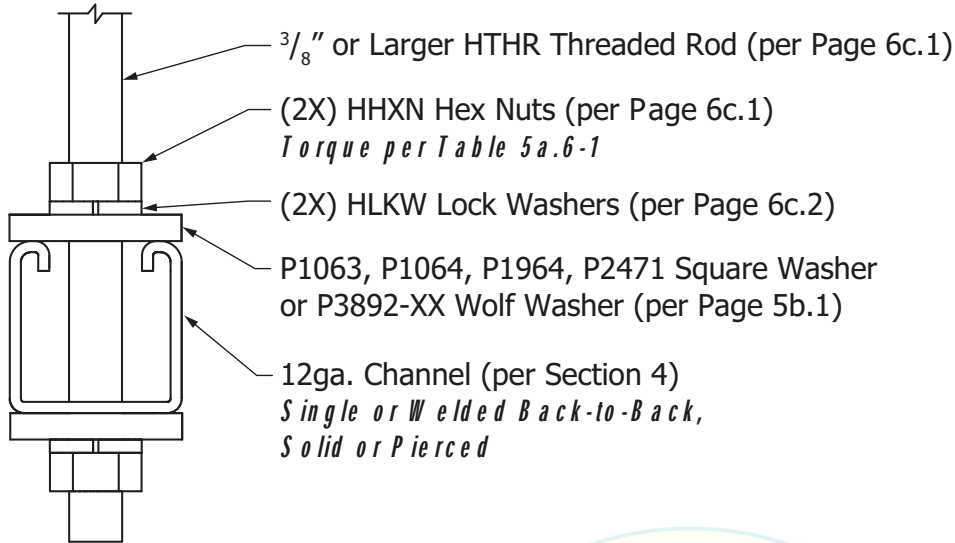 3/8" or Larger HTHR Threaded Rod (per Page 6c.1)
(2X) HHXN Hex Nuts (per Page 6c.1)
Torque per Table 5a.6-1
(2X) HLKW Lock Washers (per Page 6c.2)
P1063, P1064, P1964, P2471 Square Washer
or P3892-XX Wolf Washer (per Page 5b.1)
12ga. Channel (per Section 4)
Single or Welded Back-to-Back,
Solid or Pierced